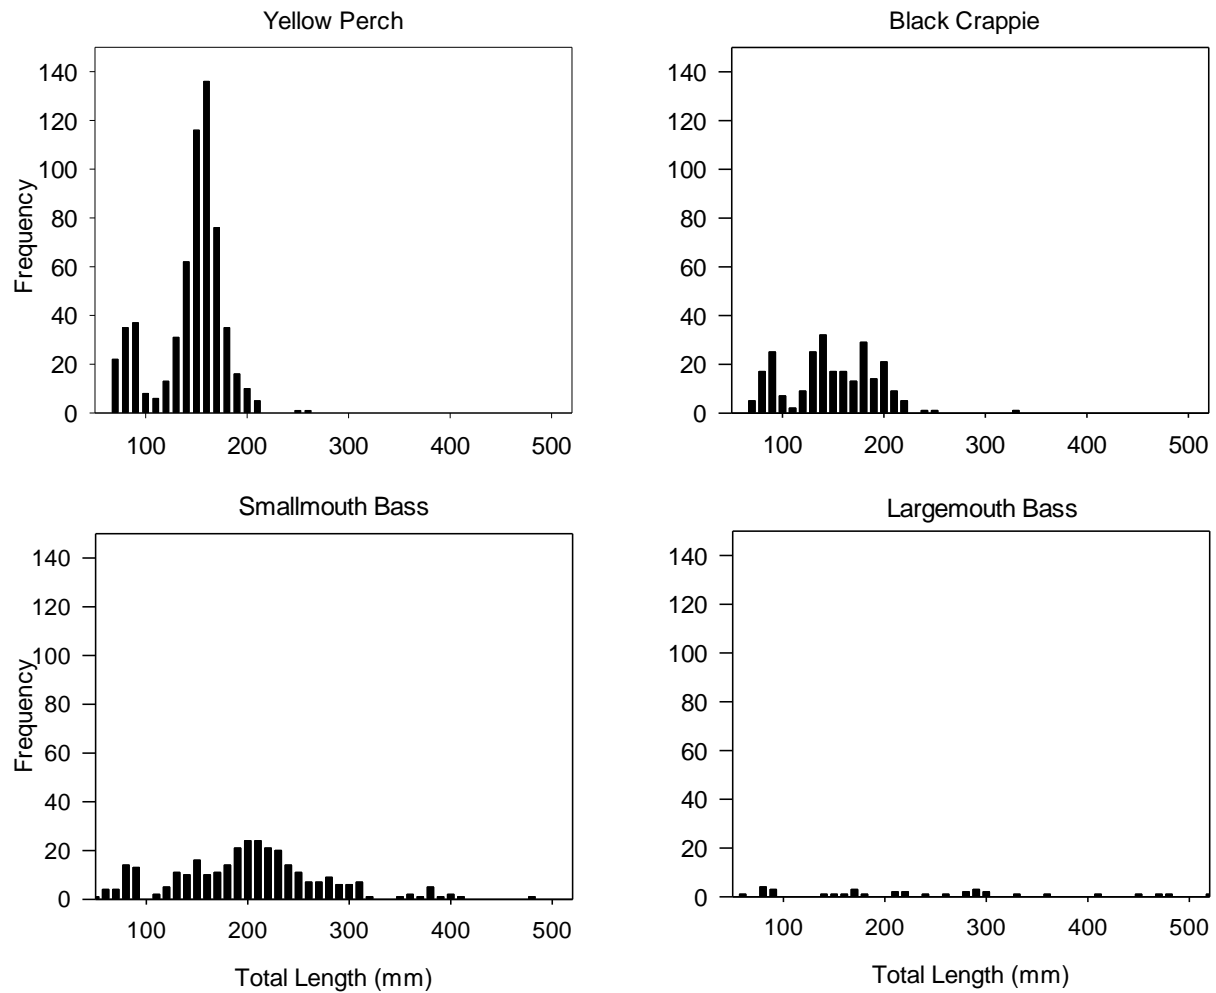 Yellow Perch
140
120
100
80
60
40
20
0
Frequency
100 200 300 400 500
Black Crappie
140
120
100
80
60
40
20
0
100 200 300 400 500
Smallmouth Bass
140
120
100
80
60
40
20
0
Frequency
100 200 300 400 500
Total Length (mm)
Largemouth Bass
140
120
100
80
60
40
20
0
100 200 300 400 500
Total Length (mm)